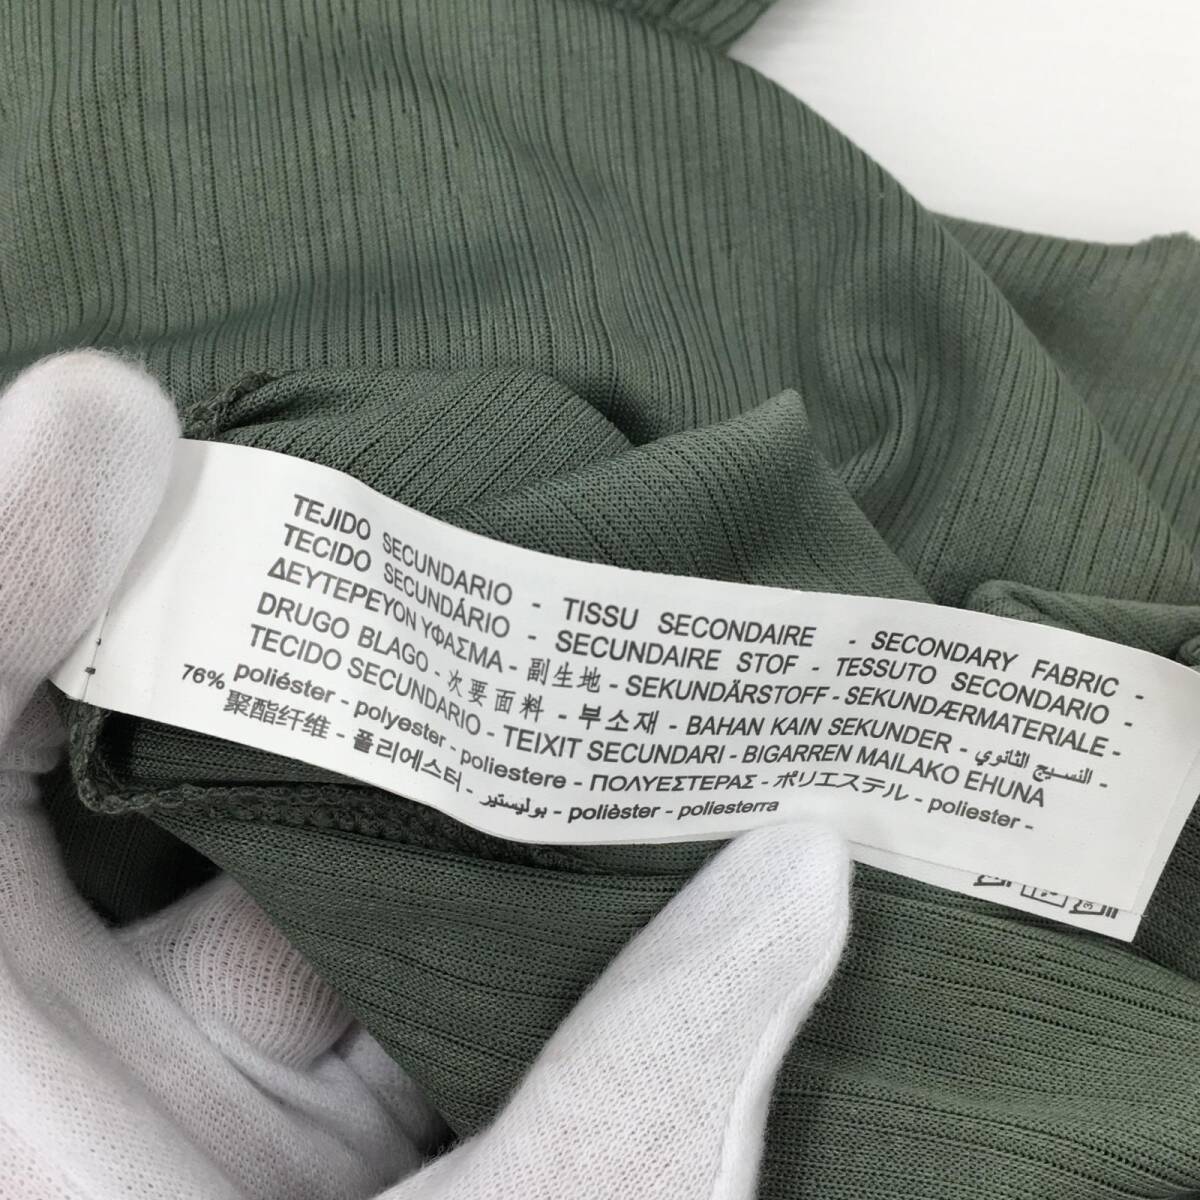 TEJIDO SECUNDARIO - TISSU SECONDAIRE - SECONDARY FABRIC -
TECIDO SECUNDÁRIO - SECUNDAIRE STOF - TESSUTO SECONDARIO -
ΔΕΥΤΕΡΕΥΟΝ ΥΦΑΣΜΑ - 副生地 - SEKUNDÄRSTOFF - SEKUNDÆRMATERIALE -
DRUGO BLAGO - 次要面料 - 부소재 - BAHAN KAIN SEKUNDER - النسيج الثانوي -
TECIDO SECUNDARIO - TEIXIT SECUNDARI - BIGARREN MAILAKO EHUNA
76% poliéster - polyester - poliestere - ΠΟΛΥΕΣΤΕΡΑΣ - ポリエステル - poliester -
聚酯纤维 - 폴리에스터 - بوليستير - polièster - poliesterra